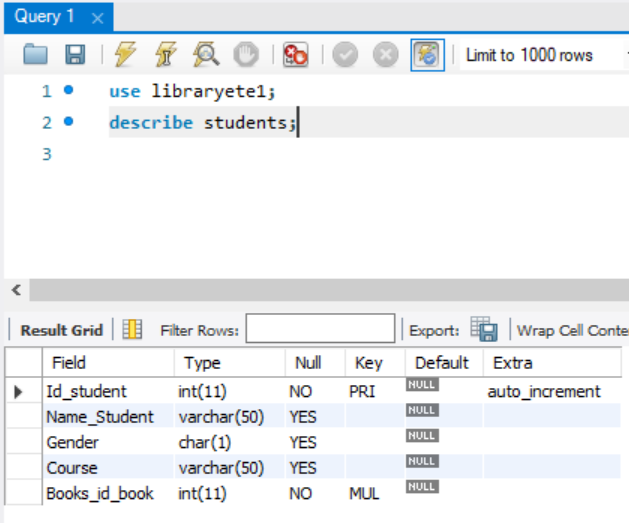 Query 1
Limit to 1000 rows
1 use libraryete1;
2 describe students;
3
Result Grid Filter Rows: Export: Wrap Cell Conte
Field Type Null Key Default Extra
Id_student int(11) NO PRI NULL auto_increment
Name_Student varchar(50) YES NULL
Gender char(1) YES NULL
Course varchar(50) YES NULL
Books_id_book int(11) NO MUL NULL